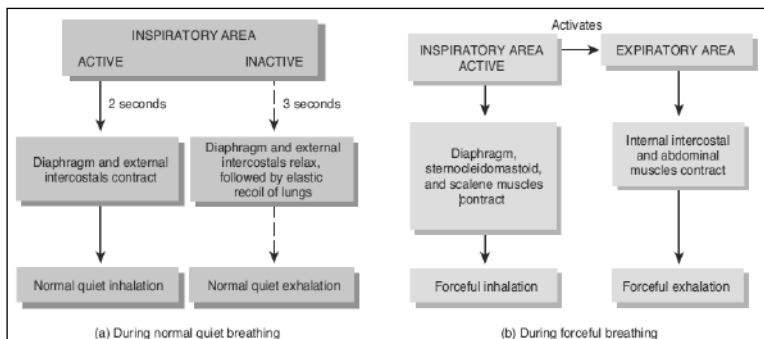 INSPIRATORY AREA
ACTIVE INACTIVE
2 seconds
3 seconds
Diaphragm and external
intercostals contract
Diaphragm and external
intercostals relax,
followed by elastic
recoil of lungs
Normal quiet inhalation
Normal quiet exhalation
(a) During normal quiet breathing
Activates
INSPIRATORY AREA
ACTIVE
EXPIRATORY AREA
Diaphragm,
sternocleidomastoid,
and scalene muscles
contract
Internal intercostal
and abdominal
muscles contract
Forceful inhalation
Forceful exhalation
(b) During forceful breathing